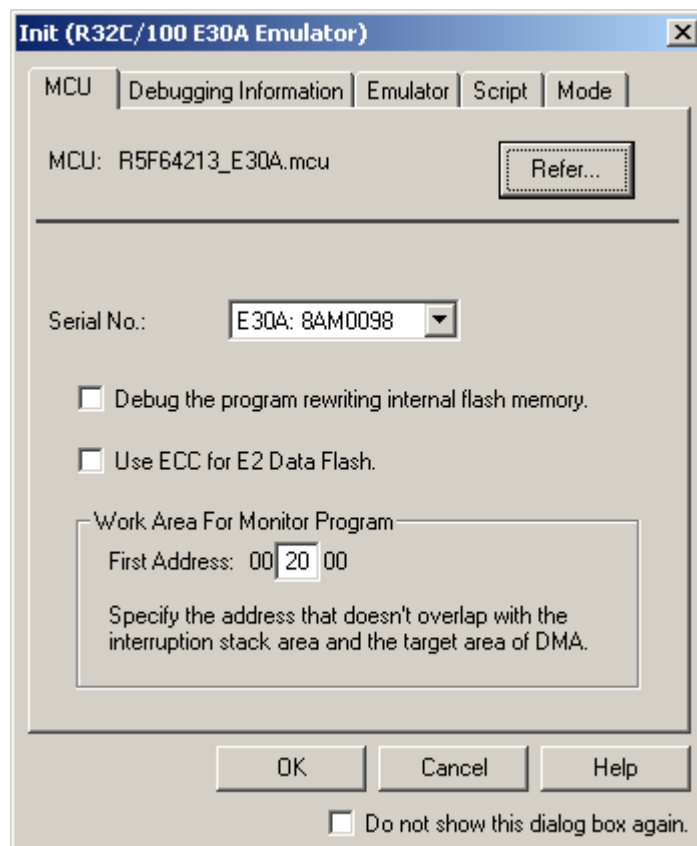 Init (R32C/100 E30A Emulator)
MCU Debugging Information Emulator Script Mode
MCU: R5F64213_E30A.mcu Refer...
Serial No.: E30A: 8AM0098
Debug the program rewriting internal flash memory.
Use ECC for E2 Data Flash.
Work Area For Monitor Program
First Address: 00 20 00
Specify the address that doesn't overlap with the
interruption stack area and the target area of DMA.
OK Cancel Help
Do not show this dialog box again.